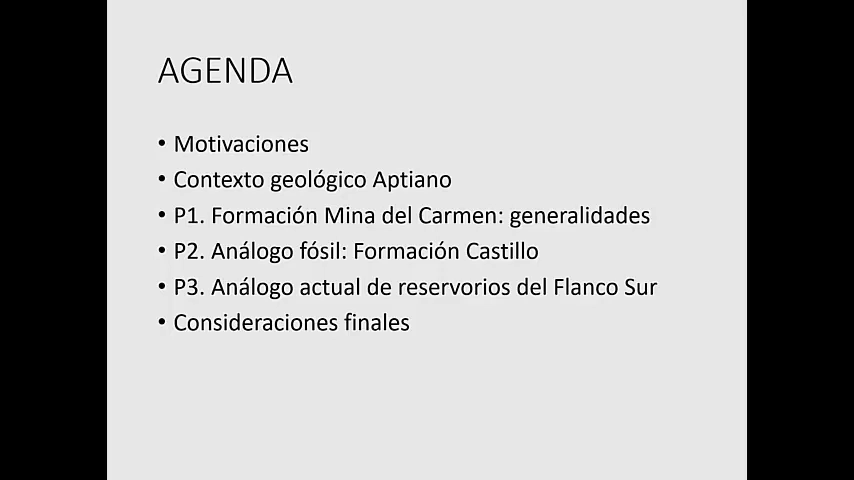 AGENDA
• Motivaciones
• Contexto geológico Aptiano
• P1. Formación Mina del Carmen: generalidades
• P2. Análogo fósil: Formación Castillo
• P3. Análogo actual de reservorios del Flanco Sur
• Consideraciones finales